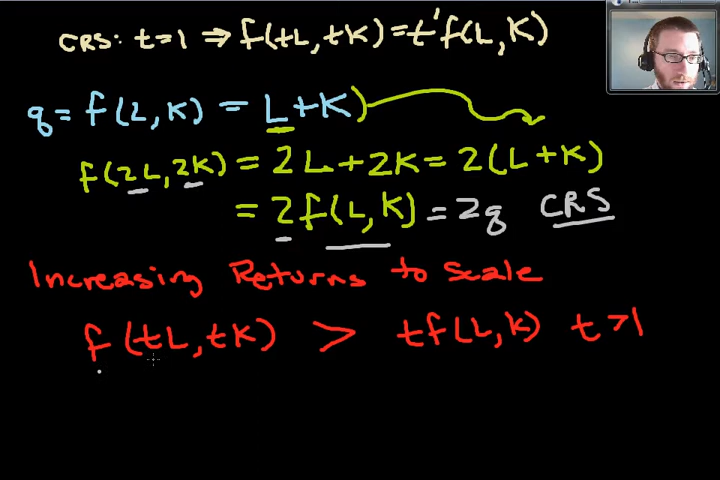 CRS: t=1 ⇒ f(tL, tK) = t'f(L, K)
q = f(L, K) = L+K)
f(2L, 2K) = 2L+2K = 2(L+K)
= 2f(L, K) = 2q CRS
Increasing Returns to Scale
f(tL, tK) > tf(L, K) t>1